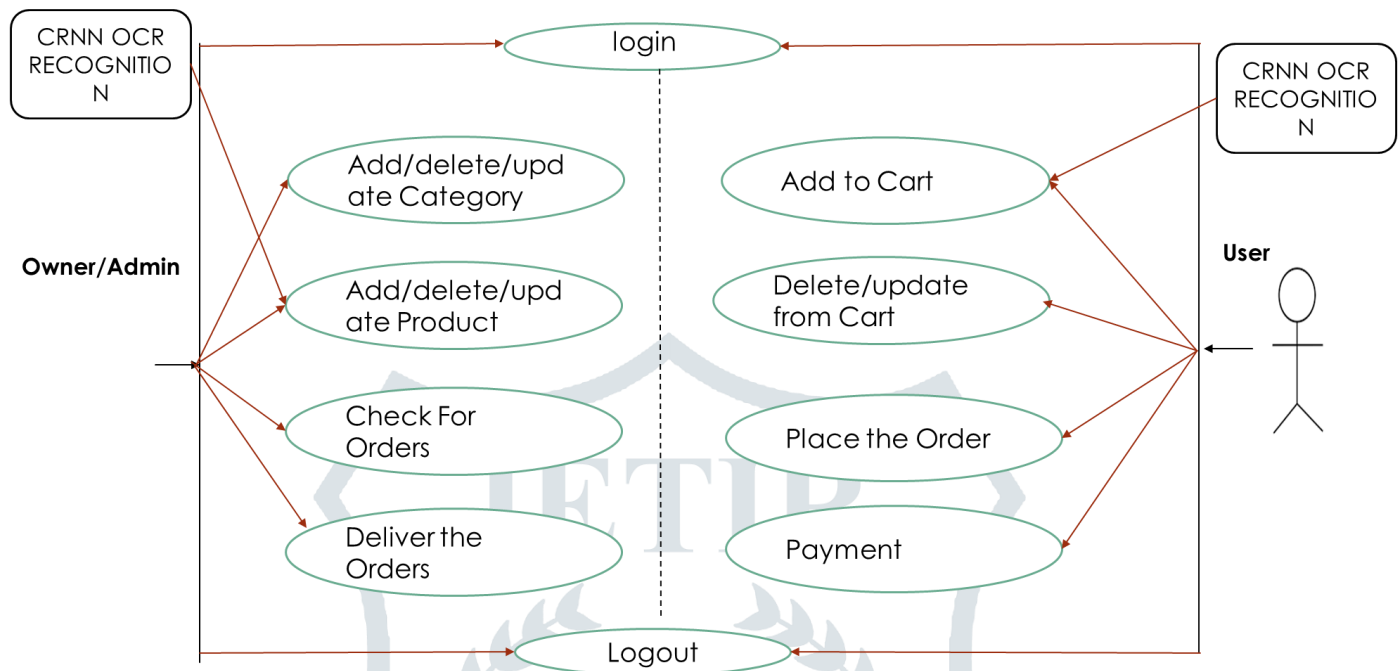 CRNN OCR
RECOGNITIO
N
login
CRNN OCR
RECOGNITIO
N
Add/delete/upd
ate Category
Add to Cart
Owner/Admin
User
Add/delete/upd
ate Product
Delete/update
from Cart
Check For
Orders
Place the Order
JETIR
Deliver the
Orders
Payment
Logout